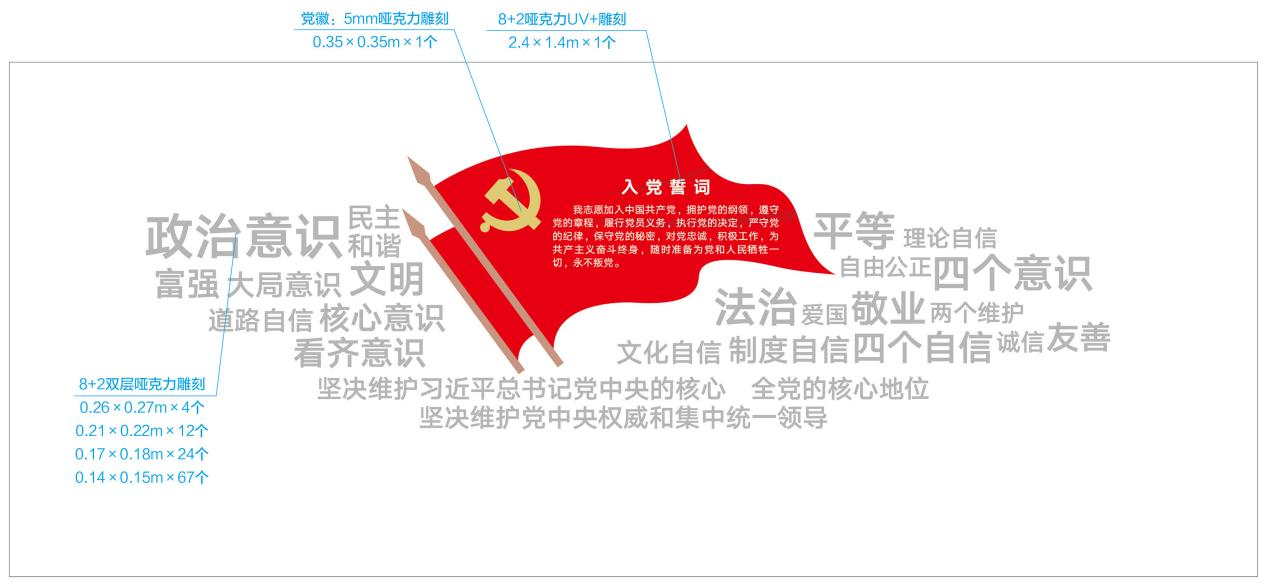 党徽：5mm哑克力雕刻
0.35×0.35m×1个
8+2哑克力UV+雕刻
2.4×1.4m×1个
入党誓词
我志愿加入中国共产党，拥护党的纲领，遵守
党的章程，履行党员义务，执行党的决定，严守党
的纪律，保守党的秘密，对党忠诚，积极工作，为
共产主义奋斗终身，随时准备为党和人民牺牲一
切，永不叛党。
政治意识
民主
和谐
富强 大局意识 文明
道路自信 核心意识
看齐意识
平等 理论自信
自由公正 四个意识
法治 爱国 敬业 两个维护
文化自信 制度自信 四个自信 诚信 友善
坚决维护习近平总书记党中央的核心 全党的核心地位
坚决维护党中央权威和集中统一领导
8+2双层哑克力雕刻
0.26×0.27m×4个
0.21×0.22m×12个
0.17×0.18m×24个
0.14×0.15m×67个